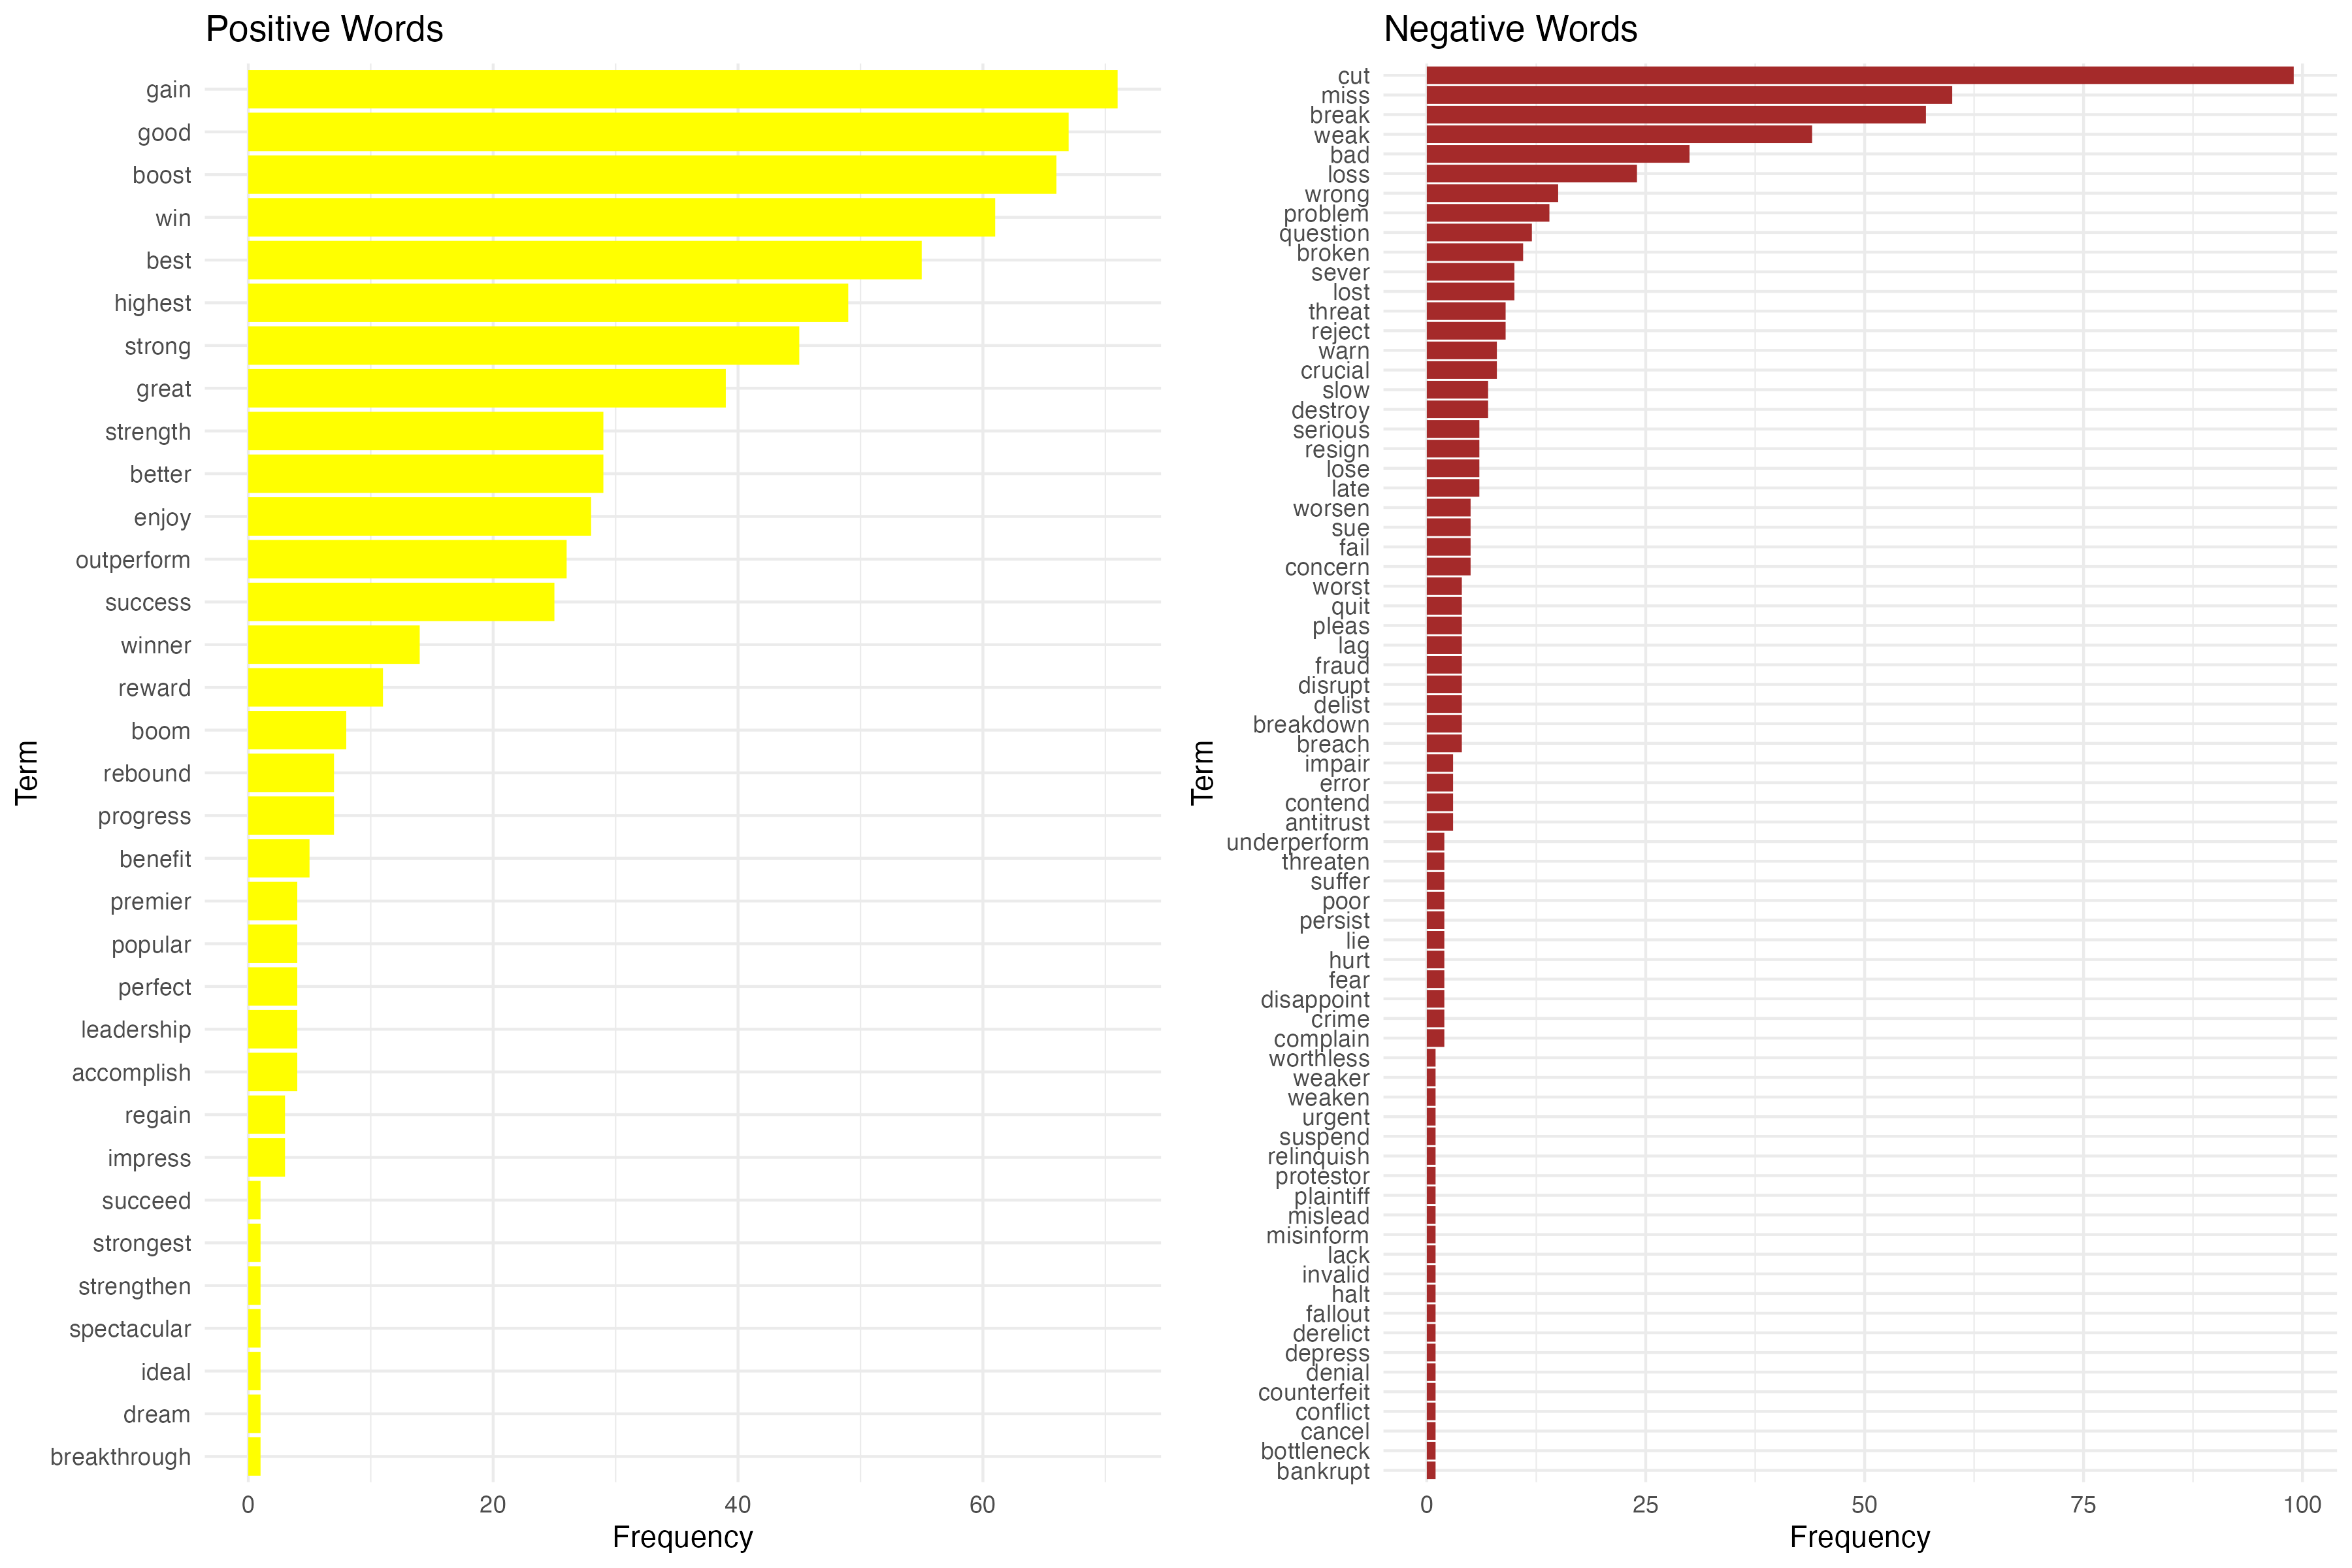 Positive Words
Term
gain
good
boost
win
best
highest
strong
great
strength
better
enjoy
outperform
success
winner
reward
boom
rebound
progress
benefit
premier
popular
perfect
leadership
accomplish
regain
impress
succeed
strongest
strengthen
spectacular
ideal
dream
breakthrough
0 20 40 60
Frequency
Negative Words
Term
cut
miss
break
weak
bad
loss
wrong
problem
question
broken
sever
lost
threat
reject
warn
crucial
slow
destroy
serious
resign
lose
late
worsen
sue
fail
concern
worst
quit
pleas
lag
fraud
disrupt
delist
breakdown
breach
impair
error
contend
antitrust
underperform
threaten
suffer
poor
persist
lie
hurt
fear
disappoint
crime
complain
worthless
weaker
weaken
urgent
suspend
relinquish
protestor
plaintiff
mislead
misinform
lack
invalid
halt
fallout
derelict
depress
denial
counterfeit
conflict
cancel
bottleneck
bankrupt
0 25 50 75 100
Frequency